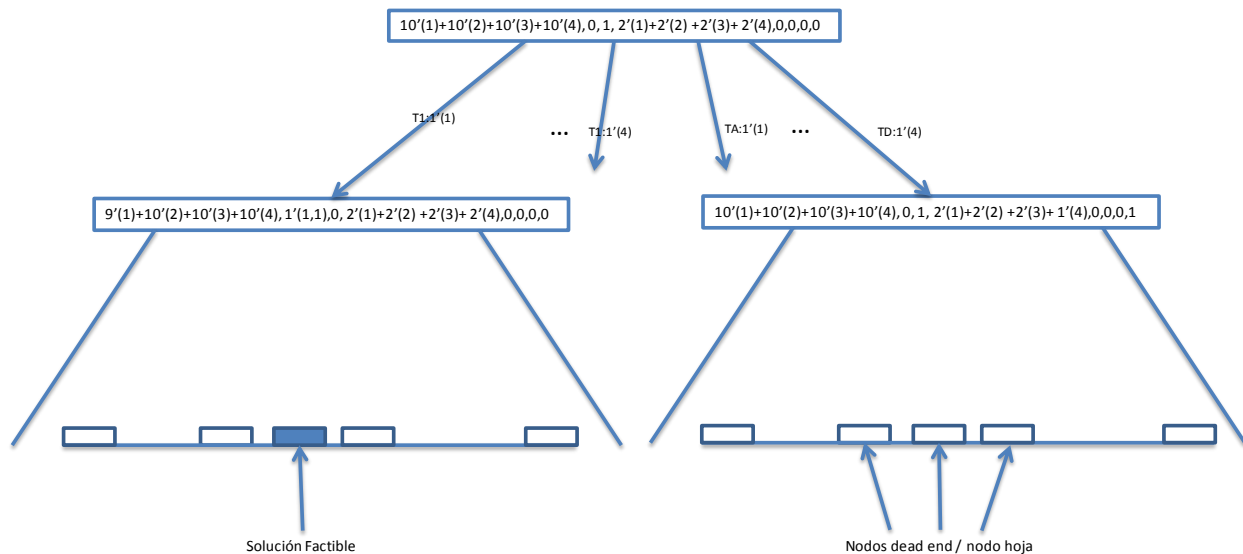 10’(1)+10’(2)+10’(3)+10’(4), 0, 1, 2’(1)+2’(2) +2’(3)+ 2’(4),0,0,0,0
T1:1’(1)
...
T1:1’(4)
TA:1’(1)
...
TD:1’(4)
9’(1)+10’(2)+10’(3)+10’(4), 1’(1,1),0, 2’(1)+2’(2) +2’(3)+ 2’(4),0,0,0,0
10’(1)+10’(2)+10’(3)+10’(4), 0, 1, 2’(1)+2’(2) +2’(3)+ 1’(4),0,0,0,1
Solución Factible
Nodos dead end / nodo hoja